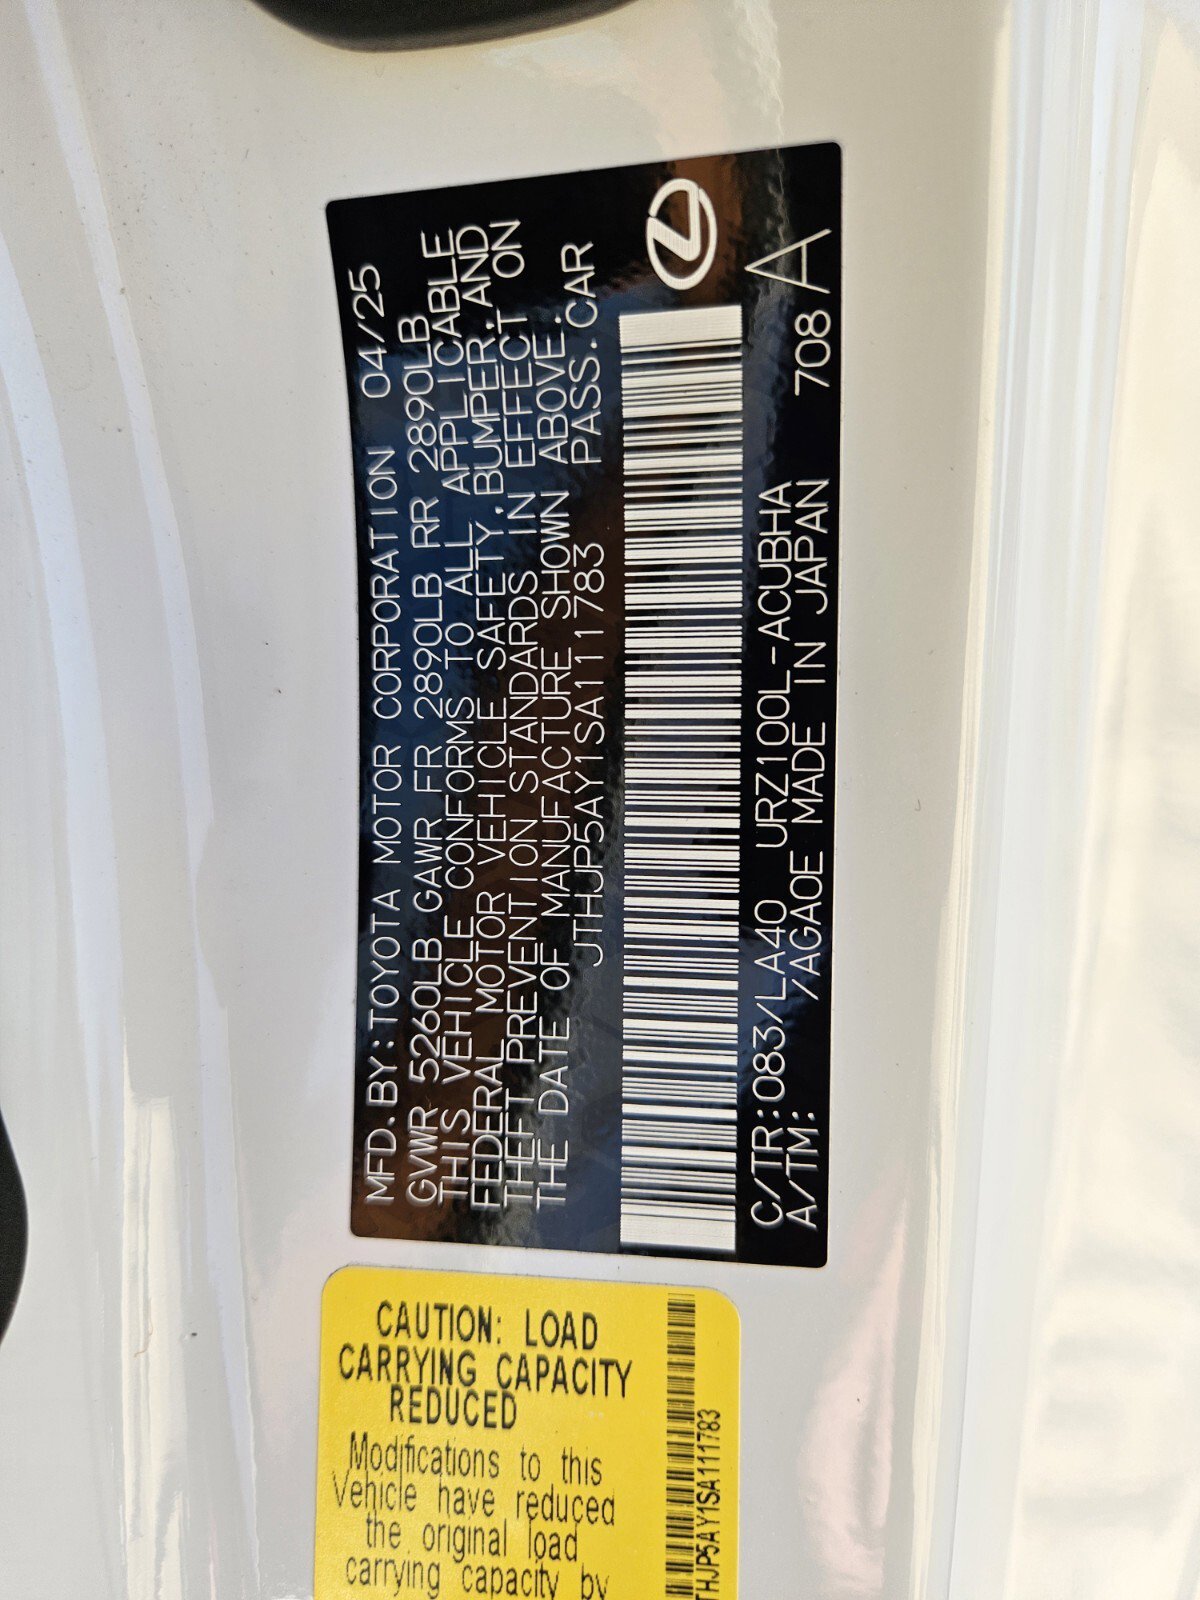 MFD.BY:TOYOTA MOTOR CORPORATION 04/25
GVWR 5260LB GAWR FR 2890LB RR 2890LB
THIS VEHICLE CONFORMS TO ALL APPLICABLE
FEDERAL MOTOR VEHICLE SAFETY,BUMPER,AND
THEFT PREVENTION STANDARDS IN EFFECT ON
THE DATE OF MANUFACTURE SHOWN ABOVE.
JTHJP5AY1SA111783 PASS.CAR
C/TR:083/LA40 URZ100L-ACUBHA 708 A
A/TM: /AGA0E MADE IN JAPAN
CAUTION: LOAD
CARRYING CAPACITY
REDUCED
Modifications to this
Vehicle have reduced
the original load
carrying capacity by
THJP5AY1SA111783